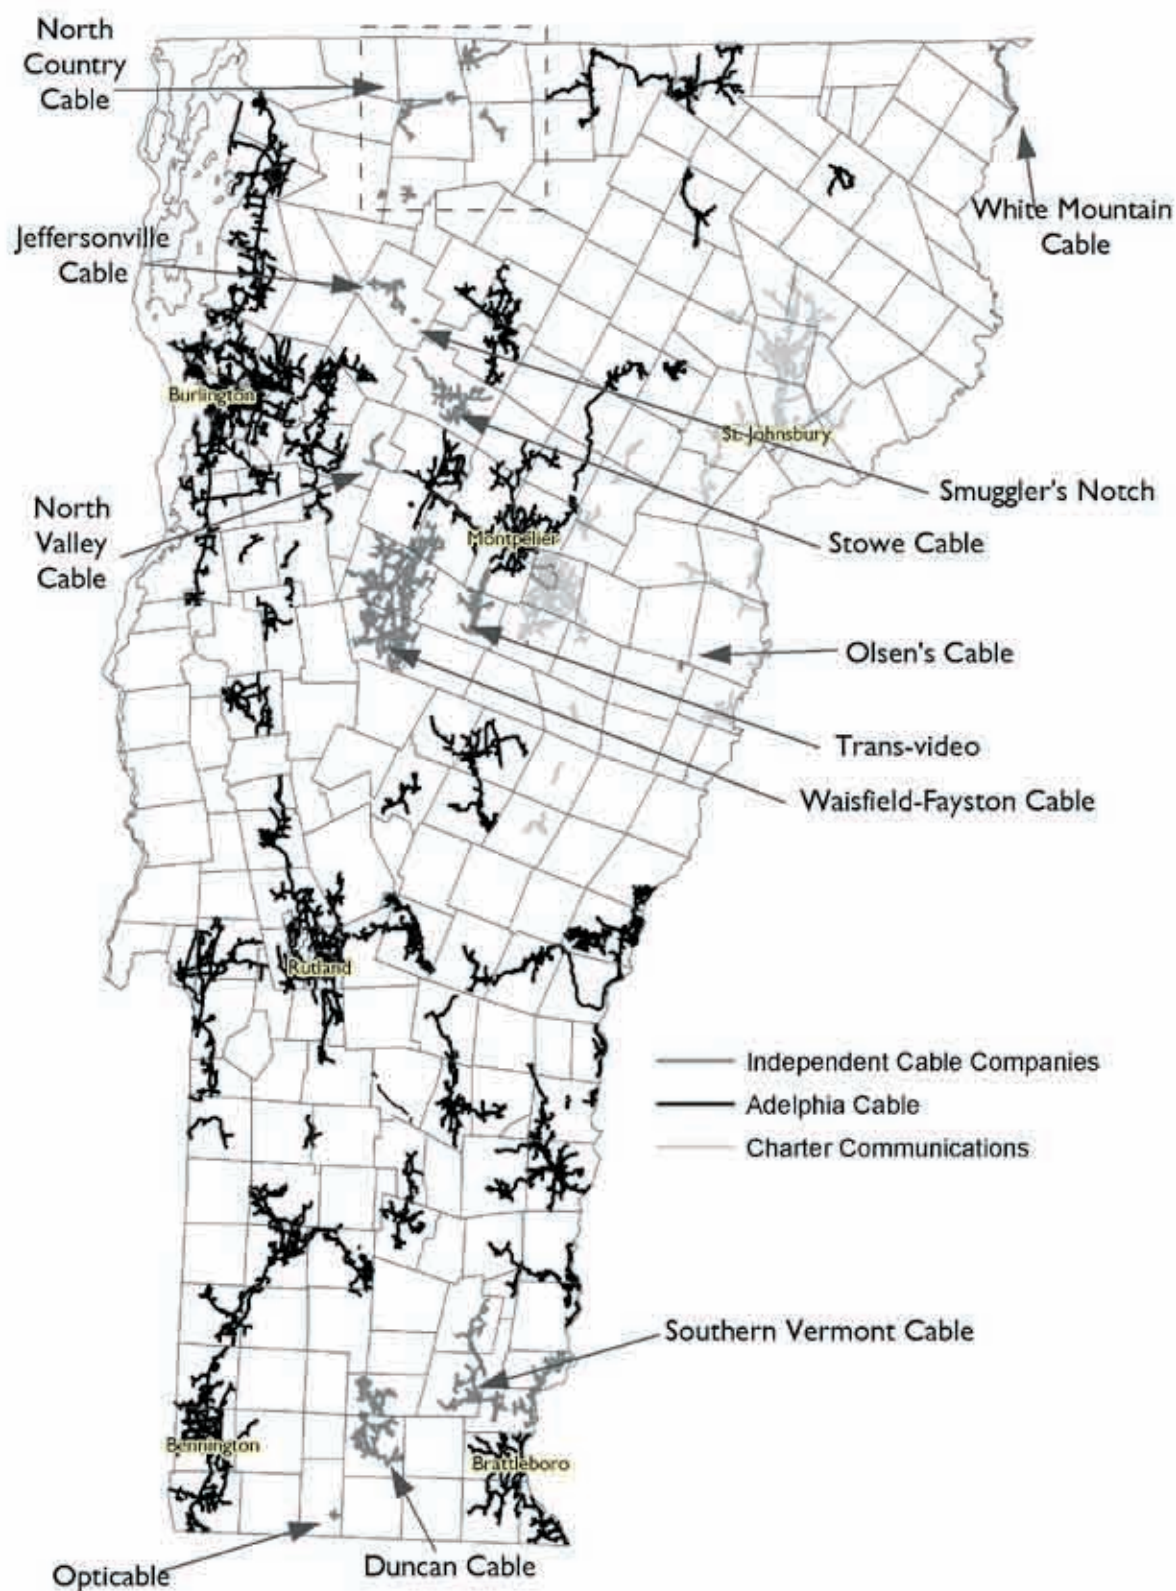 North
Country
Cable
White Mountain
Cable
Jeffersonville
Cable
Burlington
St. Johnsbury
Smuggler's Notch
North
Valley
Cable
Montpelier
Stowe Cable
Olsen's Cable
Trans-video
Waisfield-Fayston Cable
Rutland
Independent Cable Companies
Adelphia Cable
Charter Communications
Southern Vermont Cable
Bennington
Brattleboro
Opticable
Duncan Cable